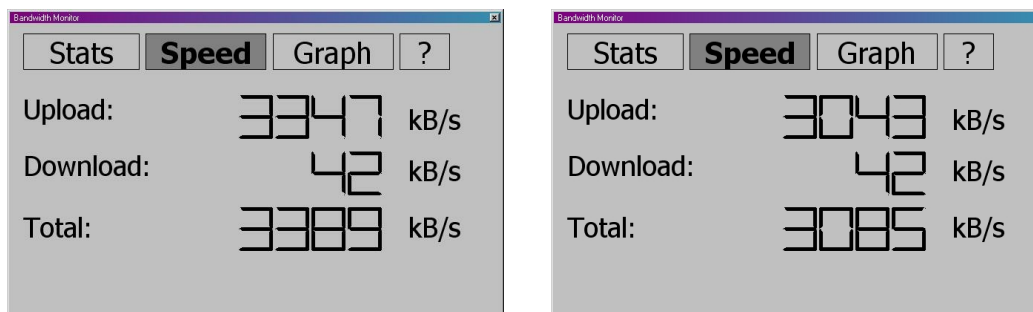 Bandwidth Monitor
Stats Speed Graph ?
Upload: 3347 kB/s
Download: 42 kB/s
Total: 3389 kB/s
Bandwidth Monitor
Stats Speed Graph ?
Upload: 3043 kB/s
Download: 42 kB/s
Total: 3085 kB/s